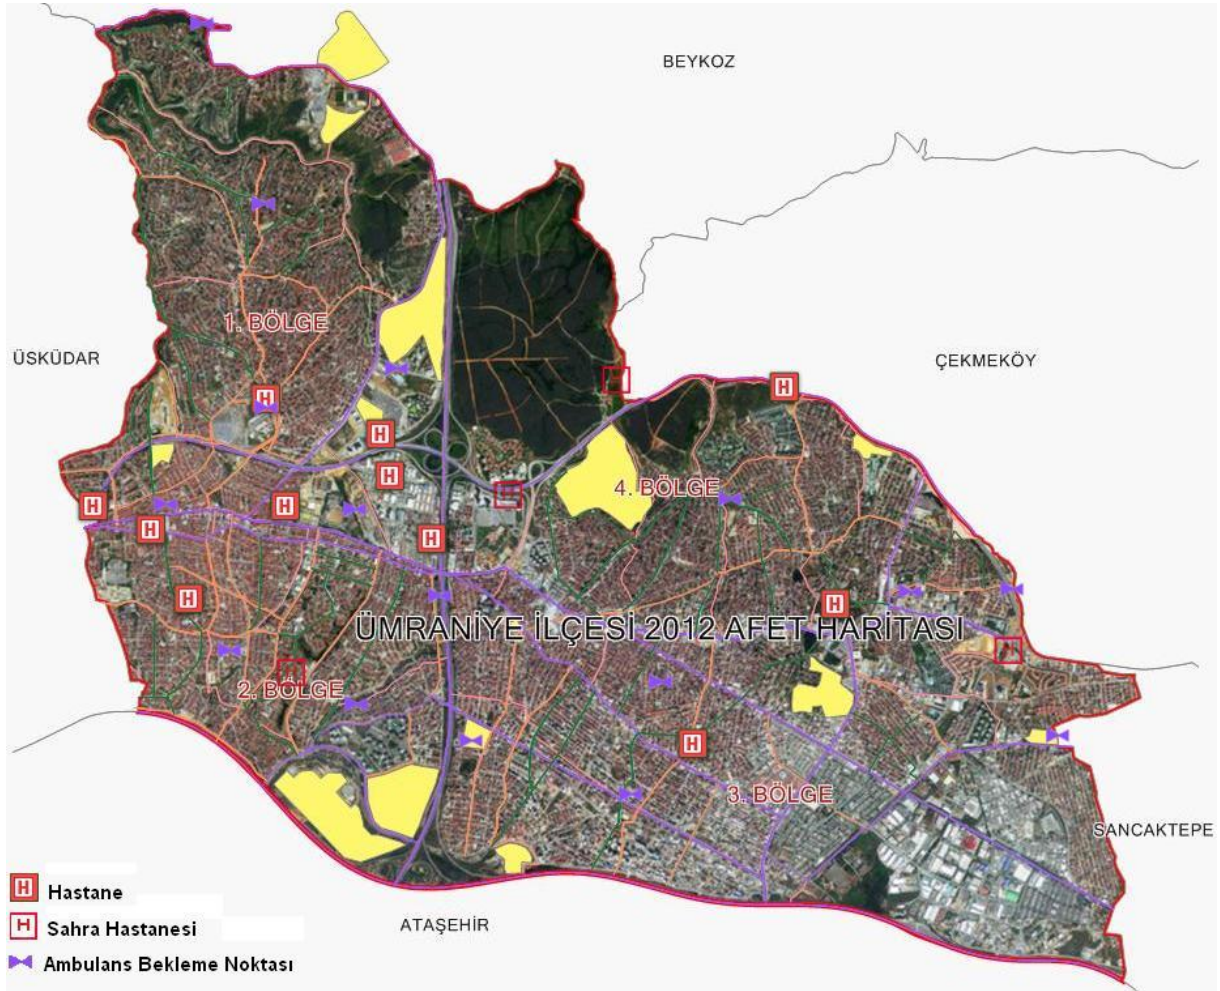 BEYKOZ
1. BÖLGE
ÜSKÜDAR
ÇEKMEKÖY
4. BÖLGE
ÜMRANİYE İLÇESİ 2012 AFET HARİTASI
2. BÖLGE
3. BÖLGE
SANCAKTEPE
ATAŞEHİR
H Hastane
H Sahra Hastanesi
Ambulans Bekleme Noktası